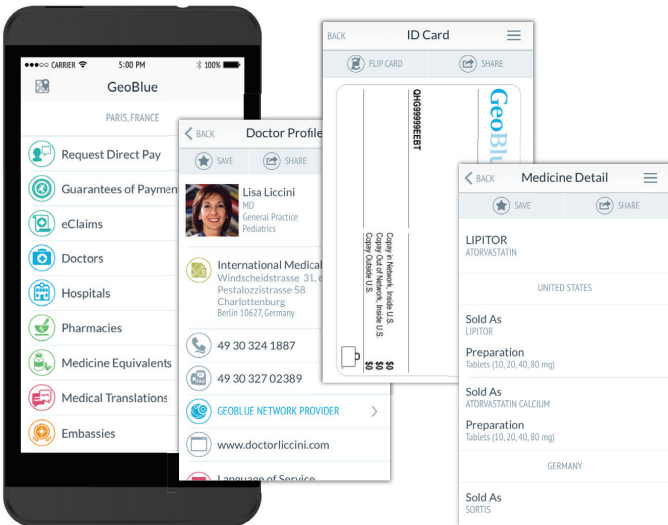 ●●●○○ CARRIER 5:00 PM 100%
GeoBlue
PARIS, FRANCE
Request Direct Pay
Guarantees of Paymen
eClaims
Doctors
Hospitals
Pharmacies
Medicine Equivalents
Medical Translations
Embassies
BACK Doctor Profile
SAVE SHARE
Lisa Liccini
MD
General Practice
Pediatrics
International Medical
Windscheidstrasse 31, e
Pestalozzistrasse 58
Charlottenburg
Berlin 10627, Germany
49 30 324 1887
49 30 327 02389
GEOBLUE NETWORK PROVIDER
www.doctorliccini.com
Language of Service
BACK ID Card
FLIP CARD SHARE
GeoBlu
QHG99999EEBT
Copay in Network, Inside U.S. $0
Copay Out of Network, Inside U.S. $0
Copay Outside U.S. $0
BACK Medicine Detail
SAVE SHARE
LIPITOR
ATORVASTATIN
UNITED STATES
Sold As
LIPITOR
Preparation
Tablets (10, 20, 40, 80 mg)
Sold As
ATORVASTATIN CALCIUM
Preparation
Tablets (10, 20, 40, 80 mg)
GERMANY
Sold As
SORTIS